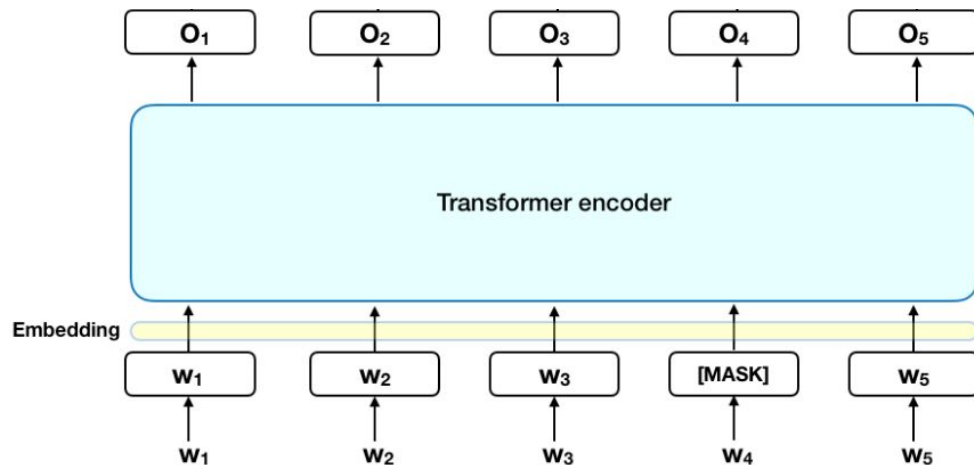 O₁ O₂ O₃ O₄ O₅
Transformer encoder
Embedding
W₁ W₂ W₃ [MASK] W₅
W₁ W₂ W₃ W₄ W₅